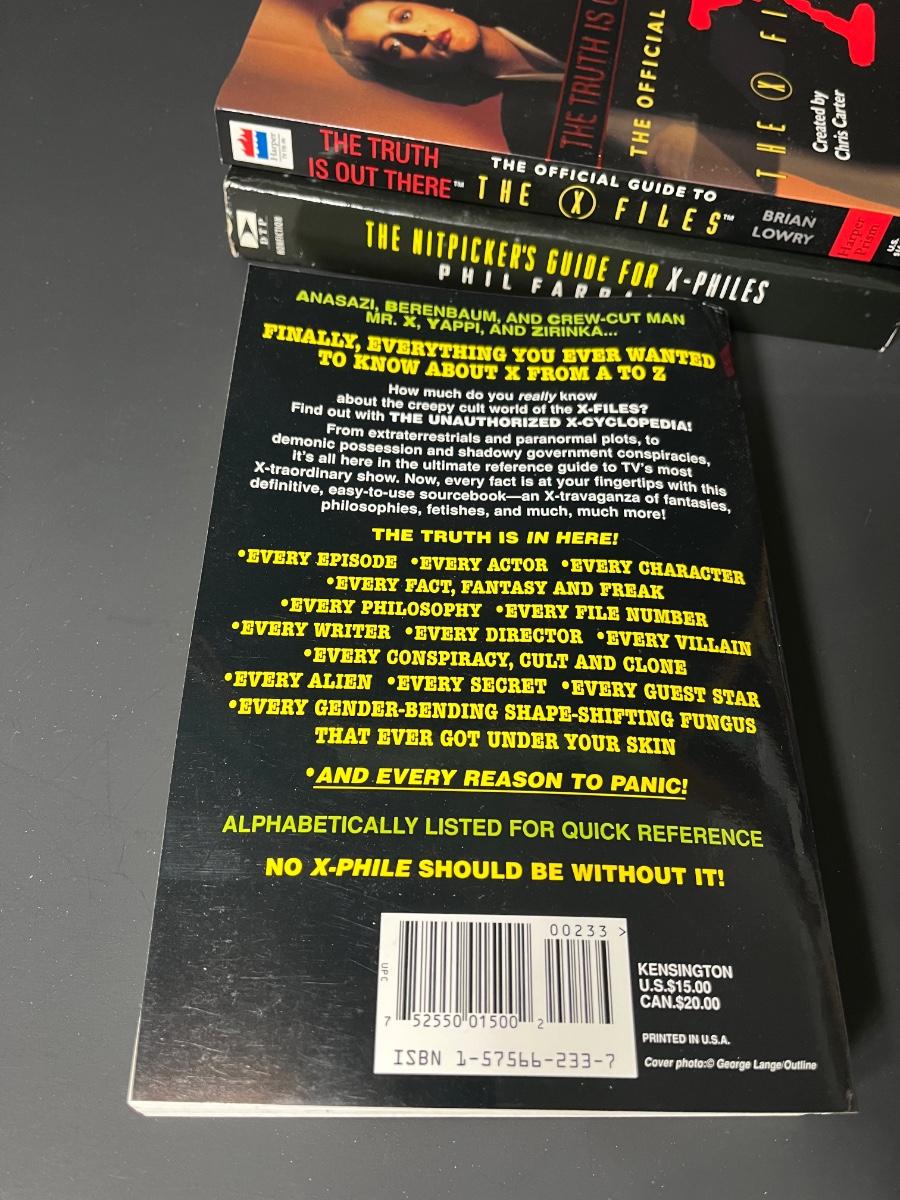 THE TRUTH IS
THE OFFICIAL
THE X FI
Created by
Chris Carter
Harper
THE TRUTH
IS OUT THERE™
THE OFFICIAL GUIDE TO
THE X FILES™
BRIAN
LOWRY
Harper
Prism
U.S.
DTP
NONFICTION
THE NITPICKER'S GUIDE FOR X-PHILES
PHIL FARRA
ANASAZI, BERENBAUM, AND CREW-CUT MAN
MR. X, YAPPI, AND ZIRINKA...
FINALLY, EVERYTHING YOU EVER WANTED
TO KNOW ABOUT X FROM A TO Z
How much do you really know
about the creepy cult world of the X-FILES?
Find out with THE UNAUTHORIZED X-CYCLOPEDIA!
From extraterrestrials and paranormal plots, to
demonic possession and shadowy government conspiracies,
It's all here in the ultimate reference guide to TV's most
X-traordinary show. Now, every fact is at your fingertips with this
definitive, easy-to-use sourcebook—an X-travaganza of fantasies,
philosophies, fetishes, and much, much more!
THE TRUTH IS IN HERE!
•EVERY EPISODE •EVERY ACTOR •EVERY CHARACTER
•EVERY FACT, FANTASY AND FREAK
•EVERY PHILOSOPHY •EVERY FILE NUMBER
•EVERY WRITER •EVERY DIRECTOR •EVERY VILLAIN
•EVERY CONSPIRACY, CULT AND CLONE
•EVERY ALIEN •EVERY SECRET •EVERY GUEST STAR
•EVERY GENDER-BENDING SHAPE-SHIFTING FUNGUS
THAT EVER GOT UNDER YOUR SKIN
•AND EVERY REASON TO PANIC!
ALPHABETICALLY LISTED FOR QUICK REFERENCE
NO X-PHILE SHOULD BE WITHOUT IT!
00233 >
UPC
7 52550 01500 2
ISBN 1-57566-233-7
KENSINGTON
U.S.$15.00
CAN.$20.00
PRINTED IN U.S.A.
Cover photo:© George Lange/Outline